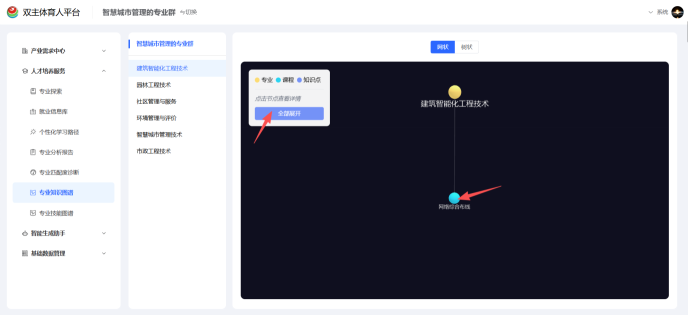 双主体育人平台
智慧城市管理的专业群 切换
系统
产业需求中心
人才培养服务
专业探索
就业信息库
个性化学习路径
专业分析报告
专业匹配度诊断
专业知识图谱
专业技能图谱
智能生成助手
基础数据管理
智慧城市管理的专业群
建筑智能化工程技术
园林工程技术
社区管理与服务
环境管理与评价
智慧城市管理技术
市政工程技术
树状
专业 课程 知识点
点击节点查看详情
全部展开
建筑智能化工程技术
网络综合布线